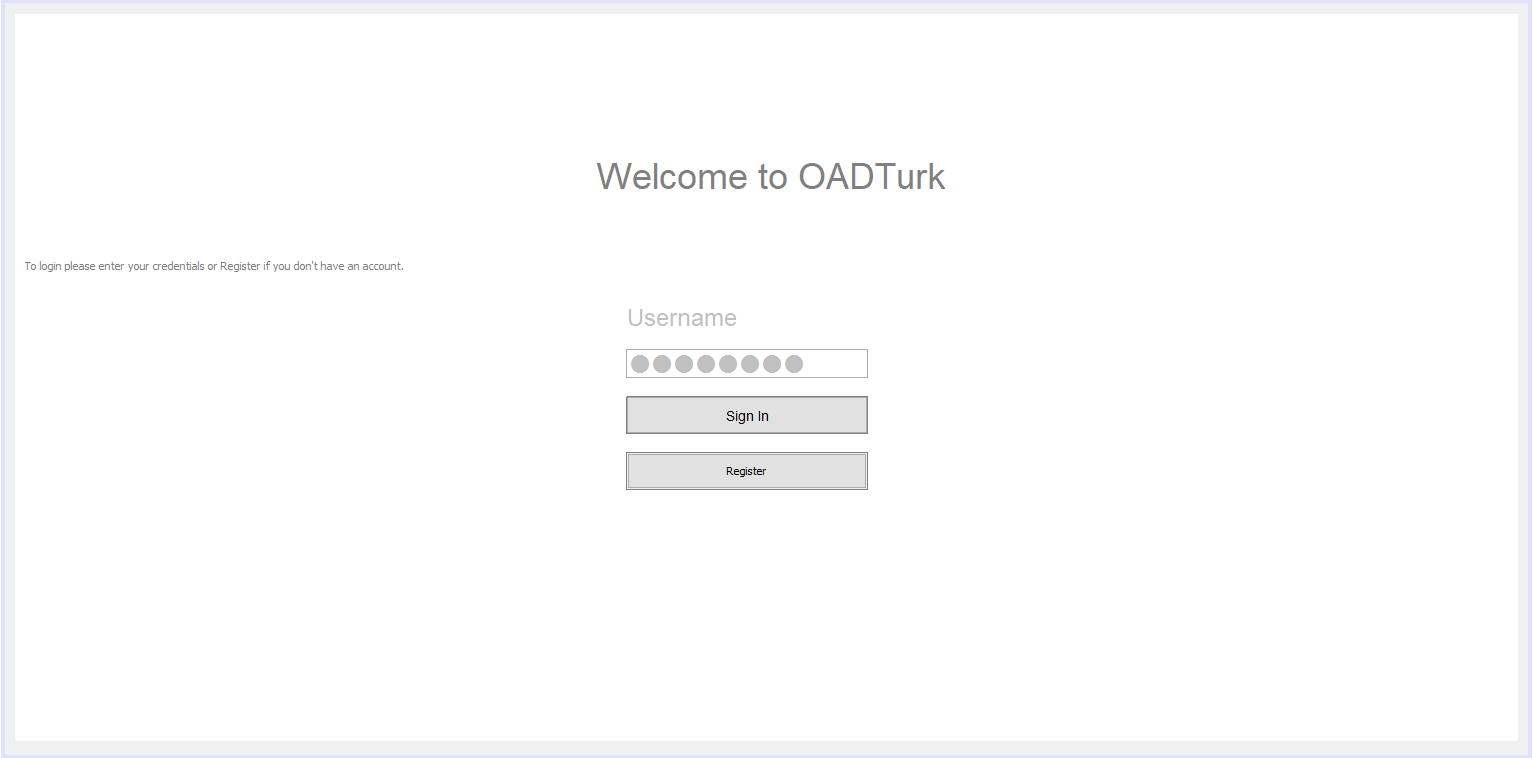 Welcome to OADTurk
To login please enter your credentials or Register if you don't have an account.
Username
Sign In
Register